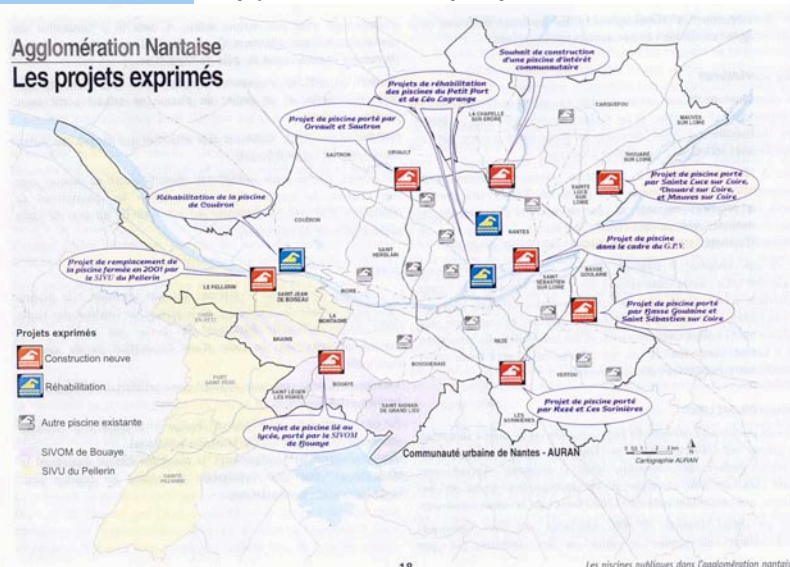 Agglomération Nantaise
Les projets exprimés
Souhait de construction
d'une piscine d'intérêt
communautaire
Projets de réhabilitation
des piscines du Petit Port
et de Léo Lagrange
Projet de piscine porté par
Orvault et Sautron
LA CHAPELLE
SUR ERDRE
CARQUEFOU
MAUVES
SUR LOIRE
SAUTRON
ORVAULT
THOUARÉ
SUR LOIRE
SAINTE
LUCE SUR
LOIRE
Projet de piscine porté
par Sainte Luce sur Loire,
Thouaré sur Loire,
et Mauves sur Loire
Réhabilitation de la piscine
de Couëron
COUËRON
NANTES
SAINT
HERBLAIN
Projet de piscine
dans le cadre du G.P.V.
Projet de remplacement de
la piscine fermée en 2001 par
le SIVU du Pellerin
LE PELLERIN
SAINT JEAN
DE BOISEAU
INDRE
SAINT
SÉBASTIEN
SUR LOIRE
BASSE
GOULAINE
LA
MONTAGNE
Projet de piscine porté
par Basse Goulaine et
Saint Sébastien sur Loire
Projets exprimés
Construction neuve
Réhabilitation
Autre piscine existante
SIVOM de Bouaye
SIVU du Pellerin
BRAINS
REZÉ
BOUGUENAIS
VERTOU
PORT
SAINT PÈRE
SAINT LÉGER
LES VIGNES
BOUAYE
SAINT AIGNAN
DE GRAND LIEU
LES
SORINIÈRES
Projet de piscine porté
par Rezé et Les Sorinières
Projet de piscine lié au
lycée, porté par le SIVOM
de Bouaye
Communauté urbaine de Nantes - AURAN
Cartographie AURAN
18
Les piscines publiques dans l'agglomération nantaise